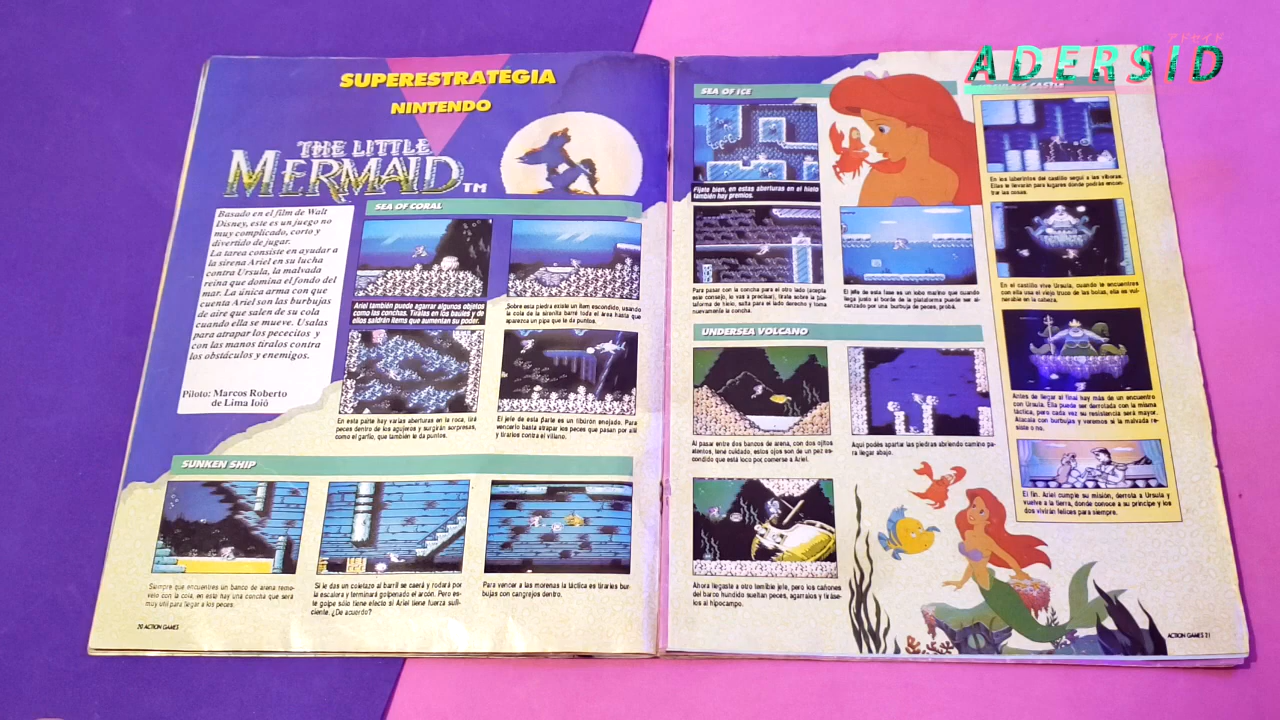 アドセイド
ADERSID
SUPERESTRATEGIA
NINTENDO
THE LITTLE
MERMAID TM
Basado en el film de Walt
Disney, este es un juego no
muy complicado, corto y
divertido de jugar.
La tarea consiste en ayudar a
la sirena Ariel en su lucha
contra Ursula, la malvada
reina que domina el fondo del
mar. La única arma con que
cuenta Ariel son las burbujas
de aire que salen de su cola
cuando ella se mueve. Usalas
para atrapar los pececitos y
con las manos tiralos contra
los obstáculos y enemigos.
Piloto: Marcos Roberto
de Lima Ioiô
SEA OF CORAL
Ariel también puede agarrar algunos objetos
como las conchas. Tiralas en los baúles y de
ellos saldrán ítems que aumentan su poder.
Sobre esta piedra existe un ítem escondido, usando
la cola de la sirenita barré toda el área hasta que
aparezca un pipa que te da puntos.
En esta parte hay varias aberturas en la roca, tirá
peces dentro de los agujeros y surgirán sorpresas,
como el garfio, que también te da puntos.
El jefe de esta parte es un tiburón enojado. Para
vencerlo basta atrapar los peces que pasan por allí
y tirarlos contra el villano.
SUNKEN SHIP
Siempre que encuentres un banco de arena remo-
velo con la cola, en este hay una concha que será
muy útil para llegar a los peces.
Si le das un coletazo al barril se caerá y rodará por
la escalera y terminará golpeando el arcón. Pero es-
te golpe sólo tiene efecto si Ariel tiene fuerza sufi-
ciente. ¿De acuerdo?
Para vencer a las morenas la táctica es tirarles bur-
bujas con cangrejos dentro.
20 ACTION GAMES
SEA OF ICE
Fijate bien, en estas aberturas en el hielo
también hay premios.
Para pasar con la concha para el otro lado (acepta
este consejo, lo vas a precisar), tirala sobre la pla-
taforma de hielo, salta para el lado derecho y toma
nuevamente la concha.
El jefe de esta fase es un lobo marino que cuando
llega justo al borde de la plataforma puede ser al-
canzado por una burbuja de peces, probá.
UNDERSEA VOLCANO
Al pasar entre dos bancos de arena, con dos ojitos
atentos, tené cuidado, estos ojos son de un pez es-
condido que está loco por comerse a Ariel.
Aquí podés apartar las piedras abriendo camino pa-
ra llegar abajo.
Ahora llegaste a otro temible jefe, pero los cañones
del barco hundido sueltan peces, agarralos y tiráse-
los al hipocampo.
URSULA'S CASTLE
En los laberintos del castillo seguí a las víboras.
Ellas te llevarán para lugares dónde podrás encon-
trar las cosas.
En el castillo vive Ursula, cuando te encuentres
con ella usa el viejo truco de las bolas, ella es vul-
nerable en la cabeza.
Antes de llegar al final hay más de un encuentro
con Ursula. Ella puede ser derrotada con la misma
táctica, pero cada vez su resistencia será mayor.
Atacala con burbujas y veremos si la malvada re-
siste o no.
El fin. Ariel cumple su misión, derrota a Ursula y
vuelve a la tierra, donde conoce a su príncipe y los
dos vivirán felices para siempre.
ACTION GAMES 21